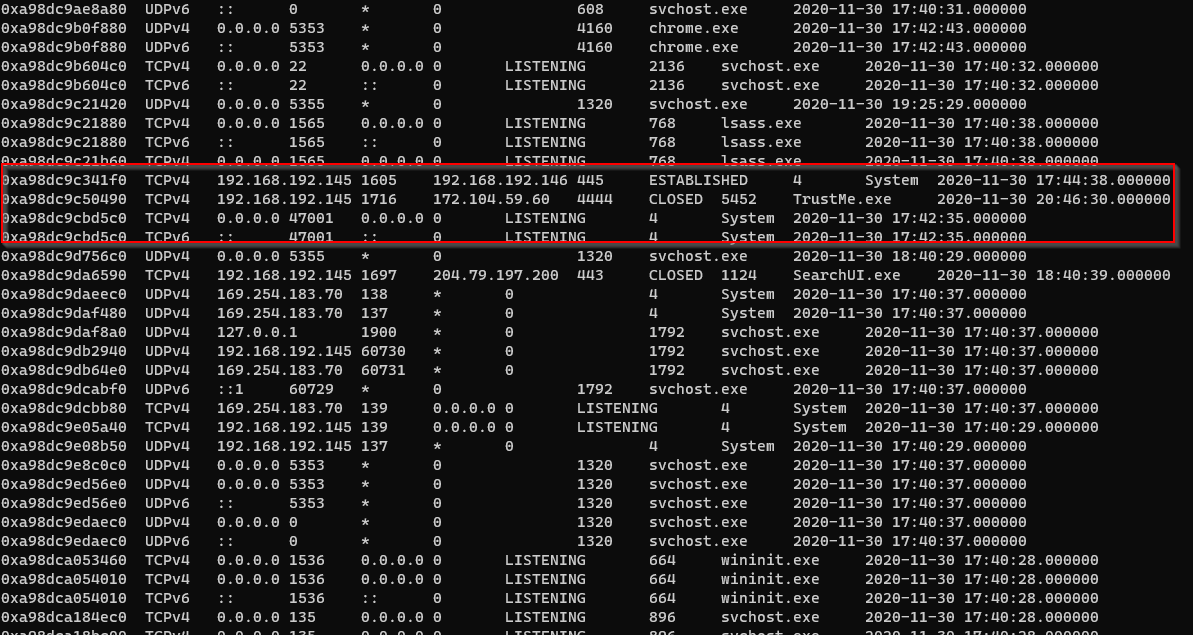 0xa98dc9ae8a80 UDPv6 :: 0 * 0 608 svchost.exe 2020-11-30 17:40:31.000000
0xa98dc9b0f880 UDPv4 0.0.0.0 5353 * 0 4160 chrome.exe 2020-11-30 17:42:43.000000
0xa98dc9b0f880 UDPv6 :: 5353 * 0 4160 chrome.exe 2020-11-30 17:42:43.000000
0xa98dc9b604c0 TCPv4 0.0.0.0 22 0.0.0.0 0 LISTENING 2136 svchost.exe 2020-11-30 17:40:32.000000
0xa98dc9b604c0 TCPv6 :: 22 :: 0 LISTENING 2136 svchost.exe 2020-11-30 17:40:32.000000
0xa98dc9c21420 UDPv4 0.0.0.0 5355 * 0 1320 svchost.exe 2020-11-30 19:25:29.000000
0xa98dc9c21880 TCPv4 0.0.0.0 1565 0.0.0.0 0 LISTENING 768 lsass.exe 2020-11-30 17:40:38.000000
0xa98dc9c21880 TCPv6 :: 1565 :: 0 LISTENING 768 lsass.exe 2020-11-30 17:40:38.000000
0xa98dc9c21b60 TCPv4 0.0.0.0 1565 0.0.0.0 0 LISTENING 768 lsass.exe 2020-11-30 17:40:38.000000
0xa98dc9c341f0 TCPv4 192.168.192.145 1605 192.168.192.146 445 ESTABLISHED 4 System 2020-11-30 17:44:38.000000
0xa98dc9c50490 TCPv4 192.168.192.145 1716 172.104.59.60 4444 CLOSED 5452 TrustMe.exe 2020-11-30 20:46:30.000000
0xa98dc9cbd5c0 TCPv4 0.0.0.0 47001 0.0.0.0 0 LISTENING 4 System 2020-11-30 17:42:35.000000
0xa98dc9cbd5c0 TCPv6 :: 47001 :: 0 LISTENING 4 System 2020-11-30 17:42:35.000000
0xa98dc9d756c0 UDPv4 0.0.0.0 5355 * 0 1320 svchost.exe 2020-11-30 18:40:29.000000
0xa98dc9da6590 TCPv4 192.168.192.145 1697 204.79.197.200 443 CLOSED 1124 SearchUI.exe 2020-11-30 18:40:39.000000
0xa98dc9daeec0 UDPv4 169.254.183.70 138 * 0 4 System 2020-11-30 17:40:37.000000
0xa98dc9daf480 UDPv4 169.254.183.70 137 * 0 4 System 2020-11-30 17:40:37.000000
0xa98dc9daf8a0 UDPv4 127.0.0.1 1900 * 0 1792 svchost.exe 2020-11-30 17:40:37.000000
0xa98dc9db2940 UDPv4 192.168.192.145 60730 * 0 1792 svchost.exe 2020-11-30 17:40:37.000000
0xa98dc9db64e0 UDPv4 169.254.183.70 60731 * 0 1792 svchost.exe 2020-11-30 17:40:37.000000
0xa98dc9dcabf0 UDPv6 ::1 60729 * 0 1792 svchost.exe 2020-11-30 17:40:37.000000
0xa98dc9dcbb80 TCPv4 169.254.183.70 139 0.0.0.0 0 LISTENING 4 System 2020-11-30 17:40:37.000000
0xa98dc9e05a40 TCPv4 192.168.192.145 139 0.0.0.0 0 LISTENING 4 System 2020-11-30 17:40:29.000000
0xa98dc9e08b50 UDPv4 192.168.192.145 137 * 0 4 System 2020-11-30 17:40:29.000000
0xa98dc9e8c0c0 UDPv4 0.0.0.0 5353 * 0 1320 svchost.exe 2020-11-30 17:40:37.000000
0xa98dc9ed56e0 UDPv4 0.0.0.0 5353 * 0 1320 svchost.exe 2020-11-30 17:40:37.000000
0xa98dc9ed56e0 UDPv6 :: 5353 * 0 1320 svchost.exe 2020-11-30 17:40:37.000000
0xa98dc9edaec0 UDPv4 0.0.0.0 0 * 0 1320 svchost.exe 2020-11-30 17:40:37.000000
0xa98dc9edaec0 UDPv6 :: 0 * 0 1320 svchost.exe 2020-11-30 17:40:37.000000
0xa98dca053460 TCPv4 0.0.0.0 1536 0.0.0.0 0 LISTENING 664 wininit.exe 2020-11-30 17:40:28.000000
0xa98dca054010 TCPv4 0.0.0.0 1536 0.0.0.0 0 LISTENING 664 wininit.exe 2020-11-30 17:40:28.000000
0xa98dca054010 TCPv6 :: 1536 :: 0 LISTENING 664 wininit.exe 2020-11-30 17:40:28.000000
0xa98dca184ec0 TCPv4 0.0.0.0 135 0.0.0.0 0 LISTENING 896 svchost.exe 2020-11-30 17:40:28.000000
TCPv4 0.0.0.0 135 0.0.0.0 0 LISTENING 896 svchost.exe 2020-11-30 17:40:28.000000